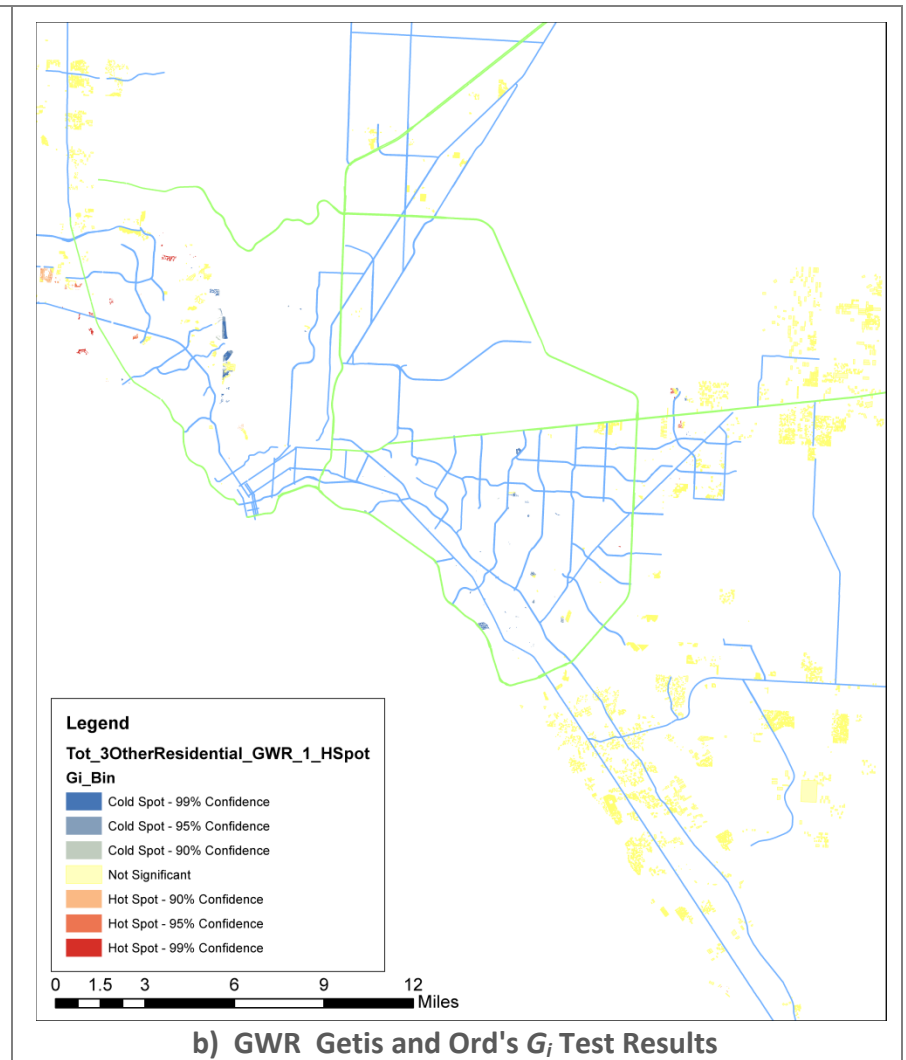 Legend
Tot_3OtherResidential_GWR_1_HSpot
Gi_Bin
Cold Spot - 99% Confidence
Cold Spot - 95% Confidence
Cold Spot - 90% Confidence
Not Significant
Hot Spot - 90% Confidence
Hot Spot - 95% Confidence
Hot Spot - 99% Confidence
0 1.5 3 6 9 12
Miles
b) GWR Getis and Ord's Gi Test Results